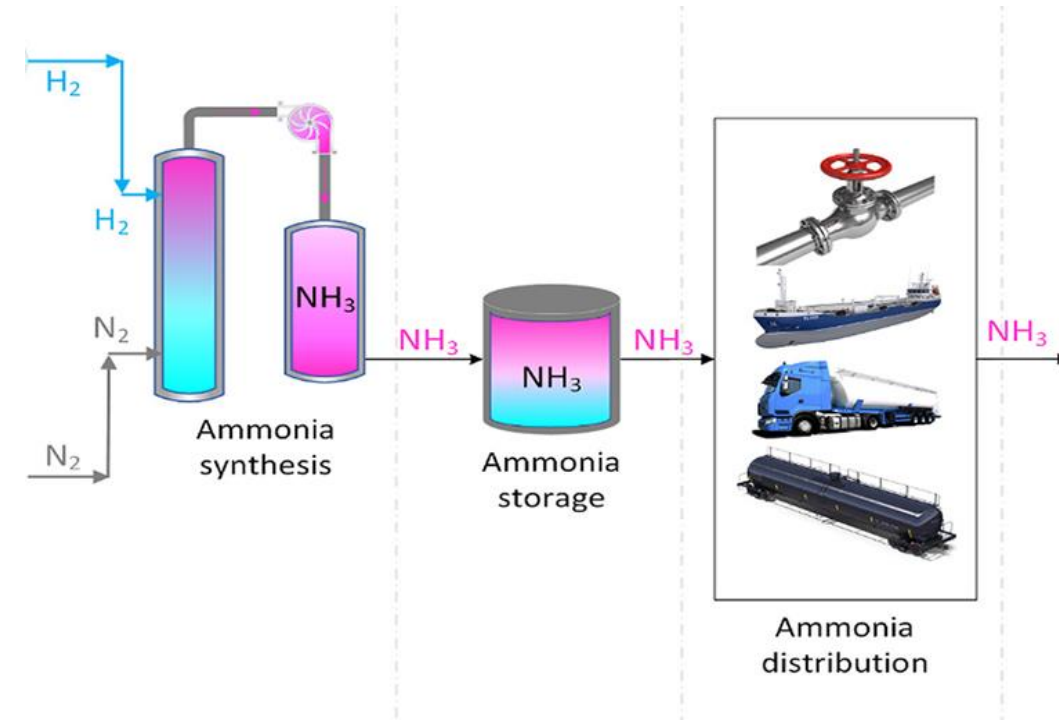 H₂
H₂
N₂
N₂
NH₃
Ammonia
synthesis
NH₃
NH₃
Ammonia
storage
NH₃
Ammonia
distribution
NH₃